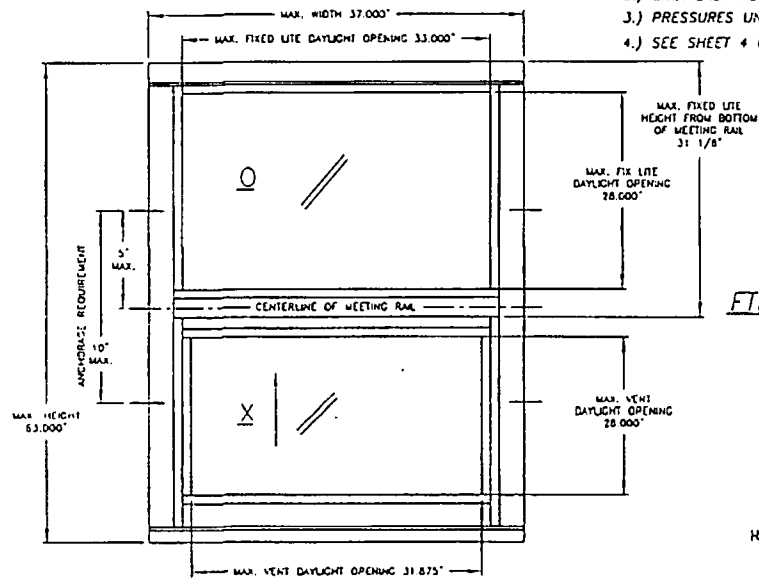 MAX. WIDTH 37.000"
MAX. FIXED LITE DAYLIGHT OPENING 33.000"
3.) PRESSURES UN
4.) SEE SHEET 4
MAX. FIXED LITE
HEIGHT FROM BOTTOM
OF MEETING RAIL
31 1/8"
O
MAX. FIX LITE
DAYLIGHT OPENING
28.000"
ANCHORAGE REQUIREMENT
5"
MAX.
CENTERLINE OF MEETING RAIL
10"
MAX.
X
MAX. VENT
DAYLIGHT OPENING
28.000"
MAX. HEIGHT
63.000"
MAX. VENT DAYLIGHT OPENING 31.875"